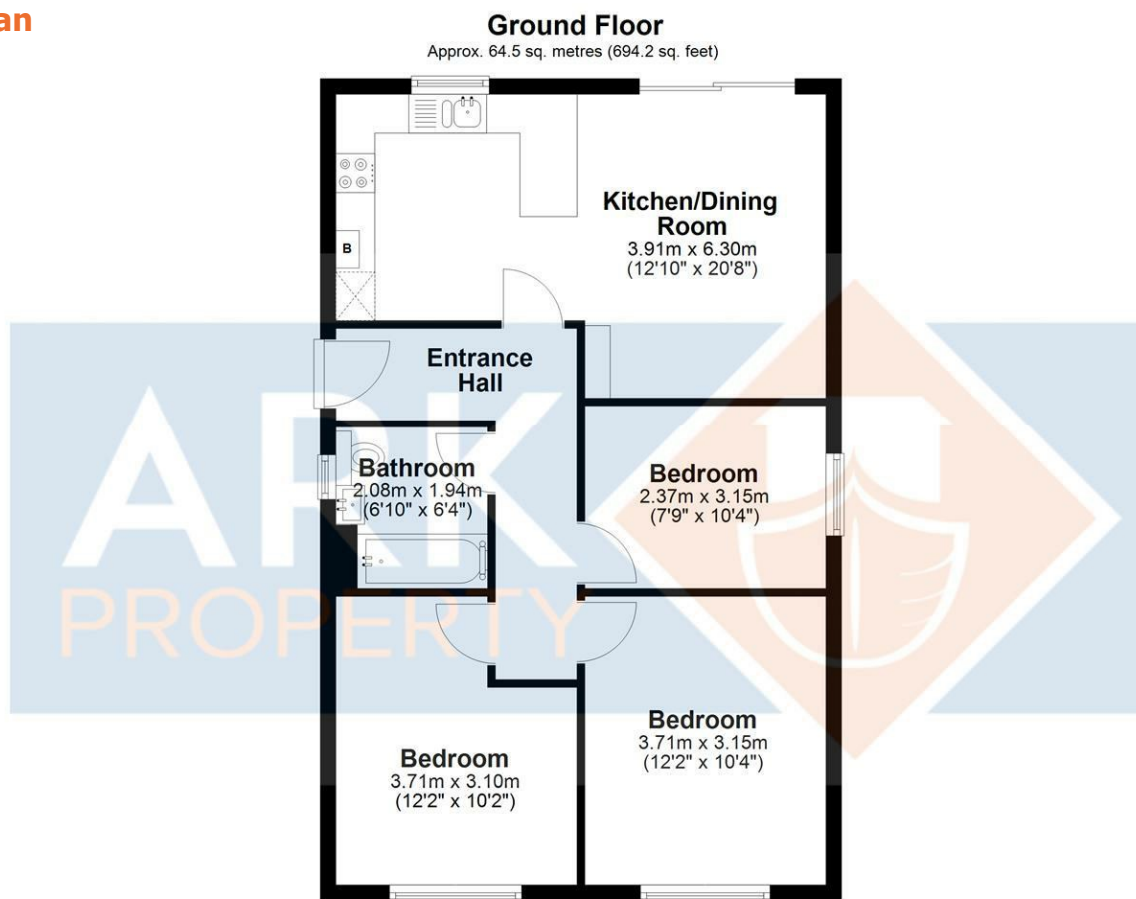 an
Ground Floor
Approx. 64.5 sq. metres (694.2 sq. feet)
Kitchen/Dining
Room
3.91m x 6.30m
(12'10" x 20'8")
B
Entrance
Hall
Bathroom
2.08m x 1.94m
(6'10" x 6'4")
Bedroom
2.37m x 3.15m
(7'9" x 10'4")
ARK
PROPERTY
Bedroom
3.71m x 3.10m
(12'2" x 10'2")
Bedroom
3.71m x 3.15m
(12'2" x 10'4")